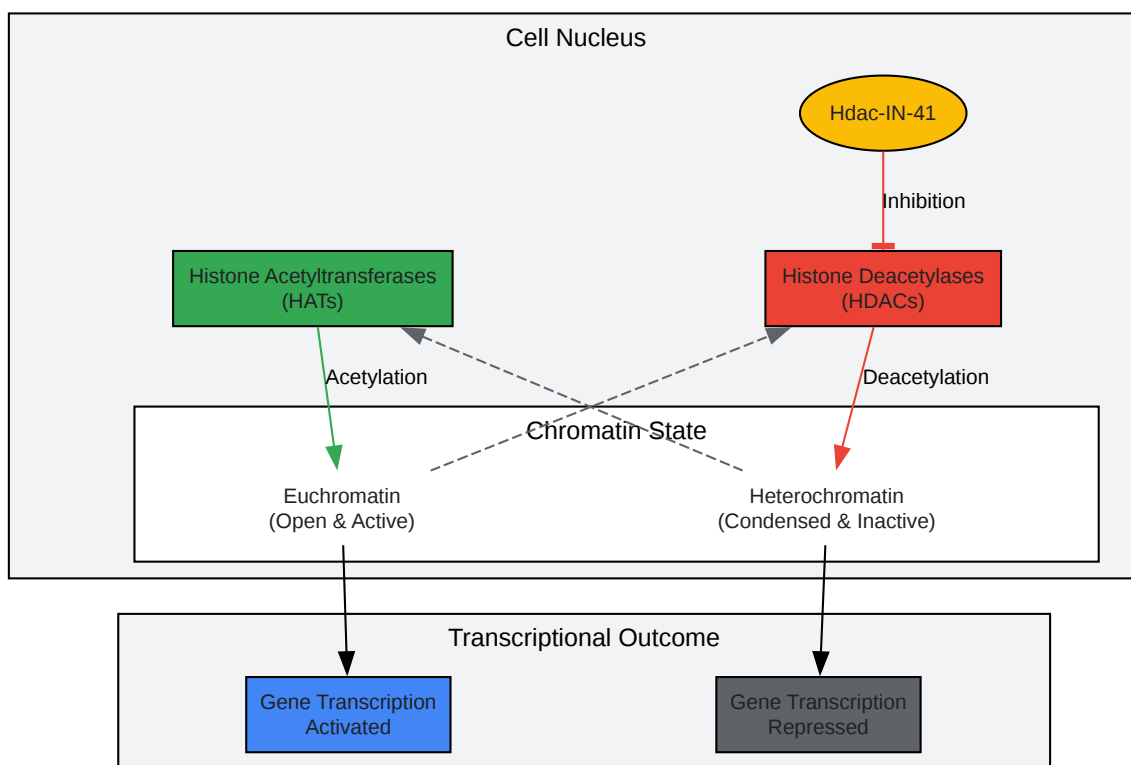 Cell Nucleus
Hdac-IN-41
Inhibition
Histone Acetyltransferases
(HATs)
Histone Deacetylases
(HDACs)
Acetylation
Deacetylation
Chromatin State
Euchromatin
(Open & Active)
Heterochromatin
(Condensed & Inactive)
Transcriptional Outcome
Gene Transcription
Activated
Gene Transcription
Repressed